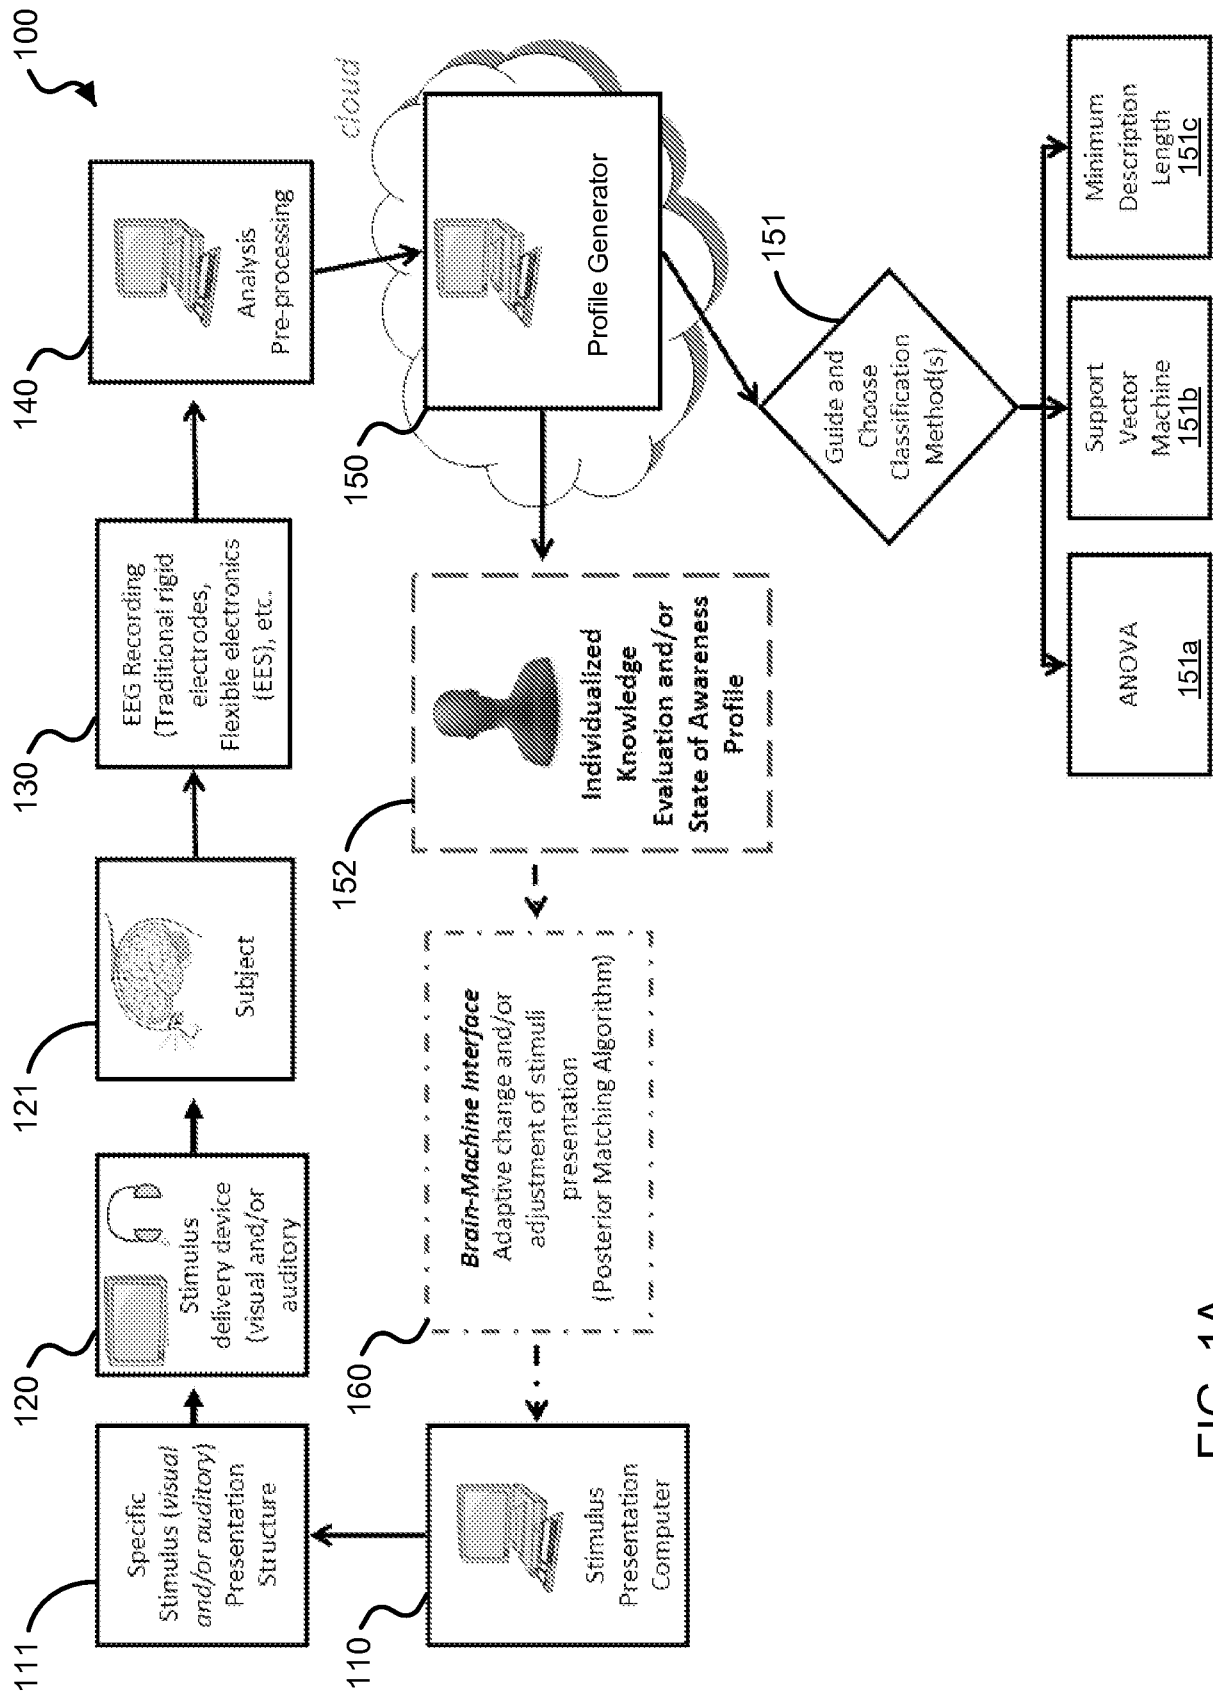 100
111
Specific
Stimulus (visual
and/or auditory)
Presentation
Structure
120
Stimulus
delivery device
(visual and/or
auditory
121
Subject
130
EEG Recording
(Traditional rigid
electrodes,
Flexible electronics
(EES), etc.
140
Analysis
Pre-processing
110
Stimulus
Presentation
Computer
160
Brain-Machine Interface
Adaptive change and/or
adjustment of stimuli
presentation
(Posterior Matching Algorithm)
152
Individualized
Knowledge
Evaluation and/or
State of Awareness
Profile
150
cloud
Profile Generator
151
Guide and
Choose
Classification
Method(s)
ANOVA
151a
Support
Vector
Machine
151b
Minimum
Description
Length
151c
FIG. 1A